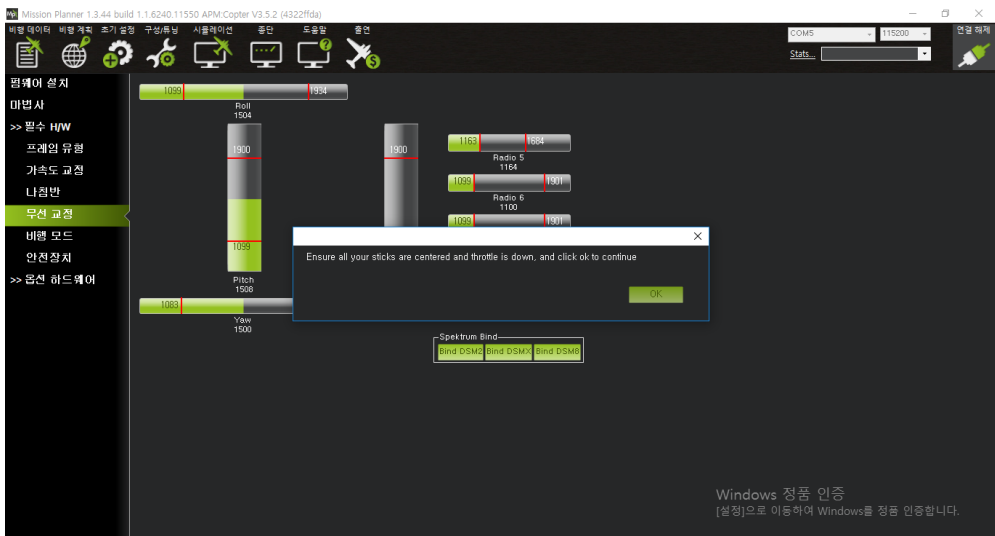 Mission Planner 1.3.44 build 1.1.6240.11550 APM:Copter V3.5.2 (4322ffda)
비행 데이터 비행 계획 초기 설정 구성/튜닝 시뮬레이션 중단 도움말 출연
COM5 115200 연결 해제
Stats...
펌웨어 설치
마법사
>> 필수 H/W
프레임 유형
가속도 교정
나침반
무선 교정
비행 모드
안전장치
>> 옵션 하드웨어
1099 1934
Roll
1504
1900
1099
Pitch
1508
1900
1083
Yaw
1500
1163 1684
Radio 5
1164
1099 1901
Radio 6
1100
1099 1901
Ensure all your sticks are centered and throttle is down, and click ok to continue
OK
Spektrum Bind
Bind DSM2 Bind DSMX Bind DSM8
Windows 정품 인증
[설정]으로 이동하여 Windows를 정품 인증합니다.